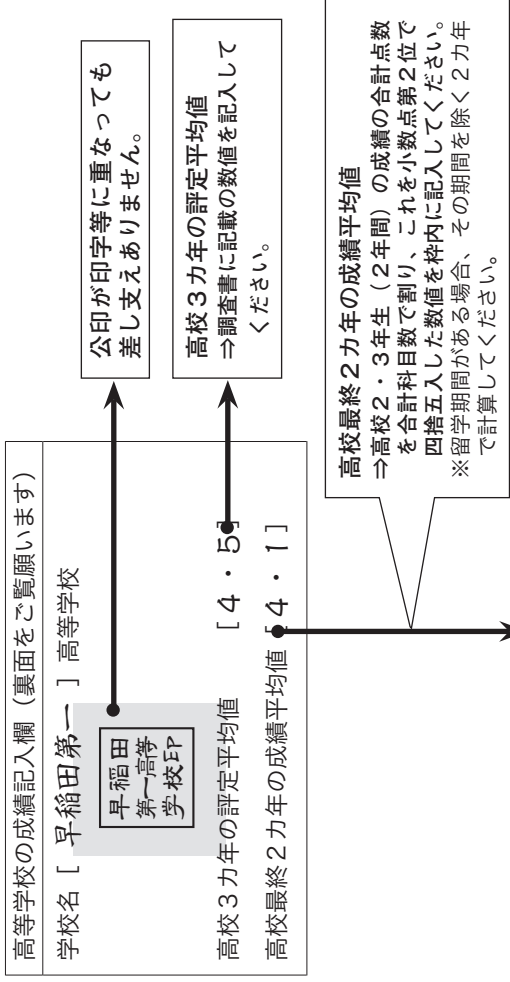 高等学校の成績記入欄（裏面をご覧願います）
学校名［ 早稲田第一 ］高等学校
早稲田
第一高等
学校印
高校３カ年の評定平均値 ［４・５］
高校最終２カ年の成績平均値［４・１］
公印が印字等に重なっても
差し支えありません。
高校３カ年の評定平均値
⇒調査書に記載の数値を記入して
ください。
高校最終２カ年の成績平均値
⇒高校２・３年生（２年間）の成績の合計点数
を合計科目数で割り、これを小数点第２位で
四捨五入した数値を枠内に記入してください。
※留学期間がある場合、その期間を除く２カ年
で計算してください。